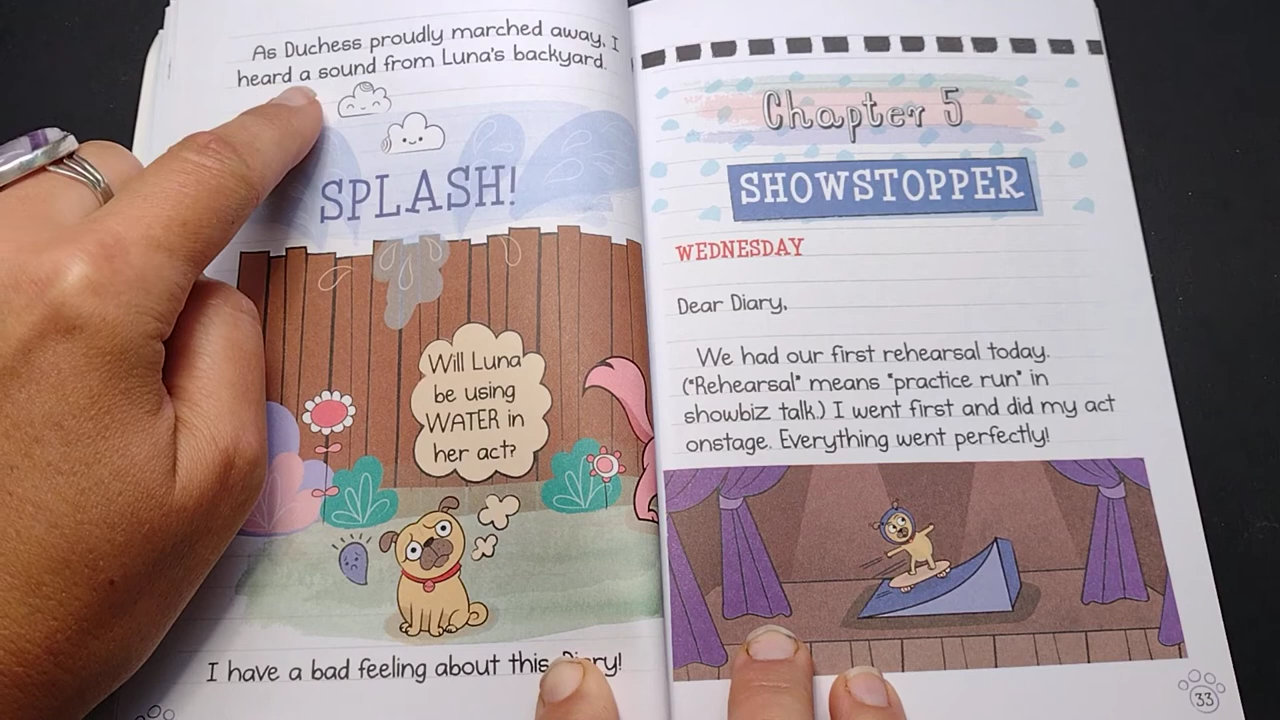 As Duchess proudly marched away, I
heard a sound from Luna's backyard.
SPLASH!
Will Luna
be using
WATER in
her act?
I have a bad feeling about this, Diary!
Chapter 5
SHOWSTOPPER
WEDNESDAY
Dear Diary,
We had our first rehearsal today.
("Rehearsal" means "practice run" in
showbiz talk.) I went first and did my act
onstage. Everything went perfectly!
33